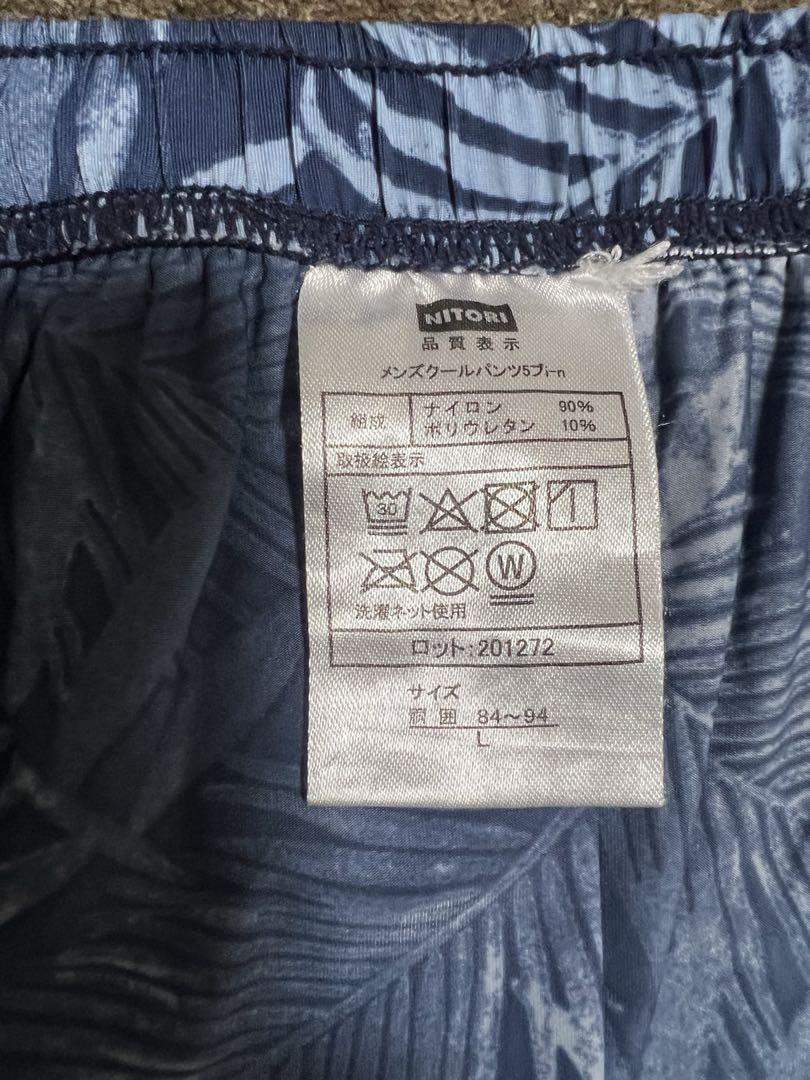 NITORI
品質表示
メンズクールパンツ5ブi-n
組成 ナイロン 90%
ポリウレタン 10%
取扱絵表示
30
W
洗濯ネット使用
ロット:201272
サイズ
胴囲 84〜94
L